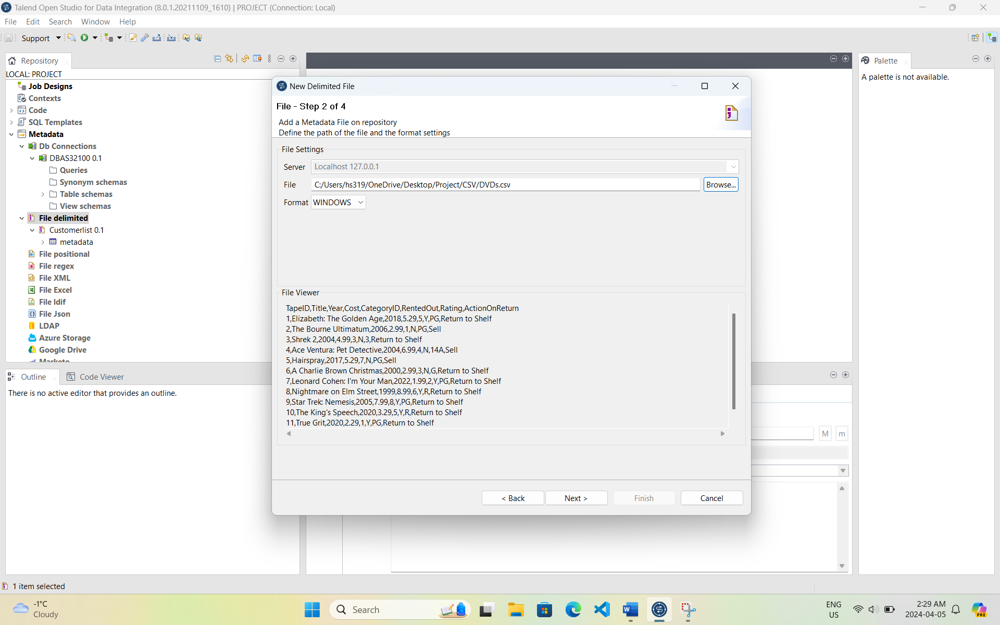 Talend Open Studio for Data Integration (8.0.1.20211109_1610) | PROJECT (Connection: Local)
File Edit Search Window Help
Support
Repository
LOCAL: PROJECT
Job Designs
Contexts
Code
SQL Templates
Metadata
Db Connections
DBAS32100 0.1
Queries
Synonym schemas
Table schemas
View schemas
File delimited
Customerlist 0.1
metadata
File positional
File regex
File XML
File Excel
File ldif
File Json
LDAP
Azure Storage
Google Drive
Marketo
Outline
Code Viewer
There is no active editor that provides an outline.
New Delimited File
File - Step 2 of 4
Add a Metadata File on repository
Define the path of the file and the format settings
File Settings
Server Localhost 127.0.0.1
File C:/Users/hs319/OneDrive/Desktop/Project/CSV/DVDs.csv Browse...
Format WINDOWS
File Viewer
TapeID,Title,Year,Cost,CategoryID,RentedOut,Rating,ActionOnReturn
1,Elizabeth: The Golden Age,2018,5.29,5,Y,PG,Return to Shelf
2,The Bourne Ultimatum,2006,2.99,1,N,PG,Sell
3,Shrek 2,2004,4.99,3,N,3,Return to Shelf
4,Ace Ventura: Pet Detective,2004,6.99,4,N,14A,Sell
5,Hairspray,2017,5.29,7,N,PG,Sell
6,A Charlie Brown Christmas,2000,2.99,3,N,G,Return to Shelf
7,Leonard Cohen: I'm Your Man,2022,1.99,2,Y,PG,Return to Shelf
8,Nightmare on Elm Street,1999,8.99,6,Y,R,Return to Shelf
9,Star Trek: Nemesis,2005,7.99,8,Y,PG,Return to Shelf
10,The King's Speech,2020,3.29,5,Y,R,Return to Shelf
11,True Grit,2020,2.29,1,Y,PG,Return to Shelf
< Back Next > Finish Cancel
Palette
A palette is not available.
M m
1 item selected
-1°C
Cloudy
Search
ENG
US
2:29 AM
2024-04-05
PRE